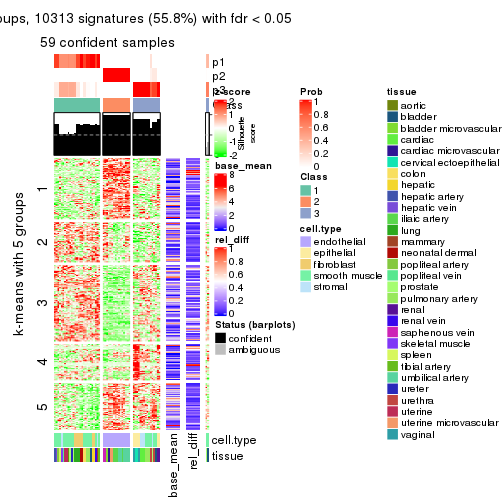 oups, 10313 signatures (55.8%) with fdr < 0.05
59 confident samples
p1
p2
p3
Class
Silhouette
score
k-means with 5 groups
1
2
3
4
5
cell.type
tissue
base_mean
rel_diff
z-score
2
1
0
-1
-2
base_mean
8
6
4
2
0
rel_diff
1
0.8
0.6
0.4
0.2
0
Status (barplots)
confident
ambiguous
Prob
1
0.8
0.6
0.4
0.2
0
Class
1
2
3
cell.type
endothelial
epithelial
fibroblast
smooth muscle
stromal
tissue
aortic
bladder
bladder microvascular
cardiac
cardiac microvascular
cervical ectoepithelial
colon
hepatic
hepatic artery
hepatic vein
iliac artery
lung
mammary
neonatal dermal
popliteal artery
popliteal vein
prostate
pulmonary artery
renal
renal vein
saphenous vein
skeletal muscle
spleen
tibial artery
umbilical artery
ureter
urethra
uterine
uterine microvascular
vaginal